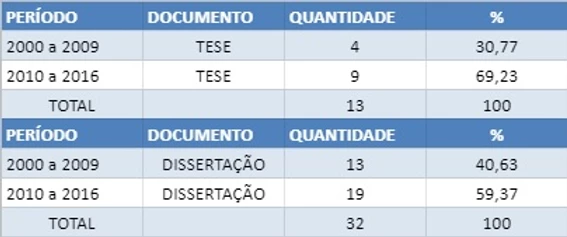 PERÍODO DOCUMENTO QUANTIDADE %
2000 a 2009 TESE 4 30,77
2010 a 2016 TESE 9 69,23
TOTAL 13 100
PERÍODO DOCUMENTO QUANTIDADE %
2000 a 2009 DISSERTAÇÃO 13 40,63
2010 a 2016 DISSERTAÇÃO 19 59,37
TOTAL 32 100